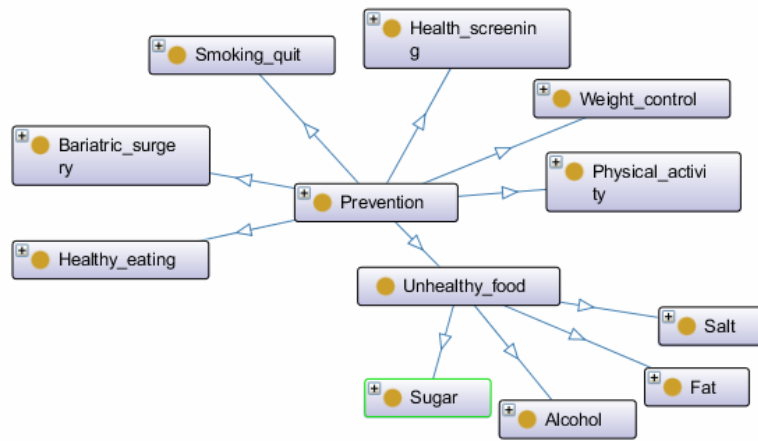 Health_screenin
g
Smoking_quit
Weight_control
Bariatric_surge
ry
Physical_activi
ty
Prevention
Healthy_eating
Unhealthy_food
Salt
Fat
Sugar
Alcohol